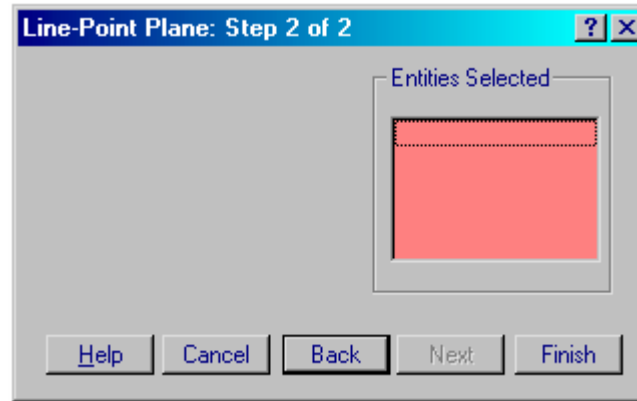 Line-Point Plane: Step 2 of 2 ? ×
Entities Selected
Help Cancel Back Next Finish